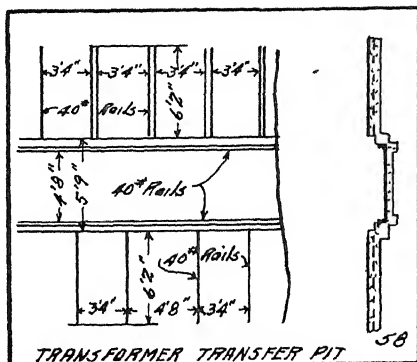 3'4" 3'4" 3'4" 3'4"
6'2"
40# Rails
4'8"
5'9"
40# Rails
40# Rails
6'2"
3'4" 4'8" 3'4"
TRANSFORMER TRANSFER PIT
58